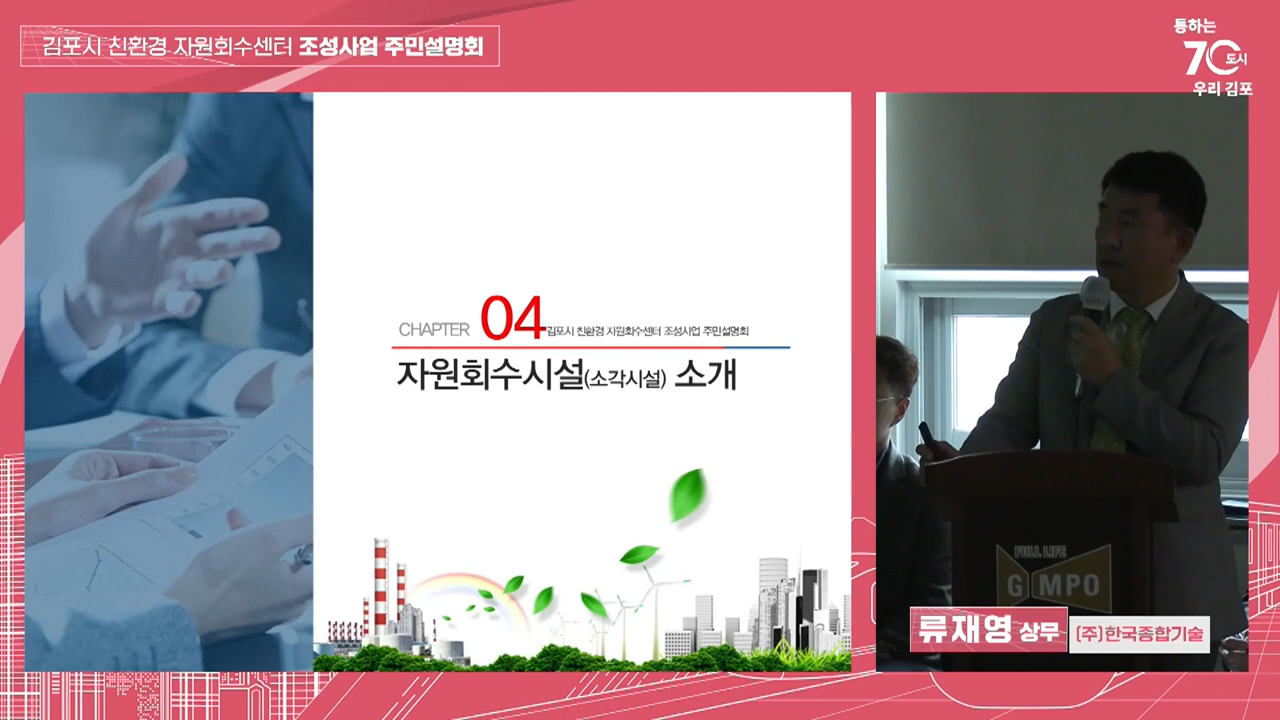 김포시 친환경 자원회수센터 조성사업 주민설명회
통하는
70도시
우리 김포
CHAPTER 04 김포시 친환경 자원회수센터 조성사업 주민설명회
자원회수시설(소각시설) 소개
FULL LIFE
GIMPO
류재영 상무 (주)한국종합기술